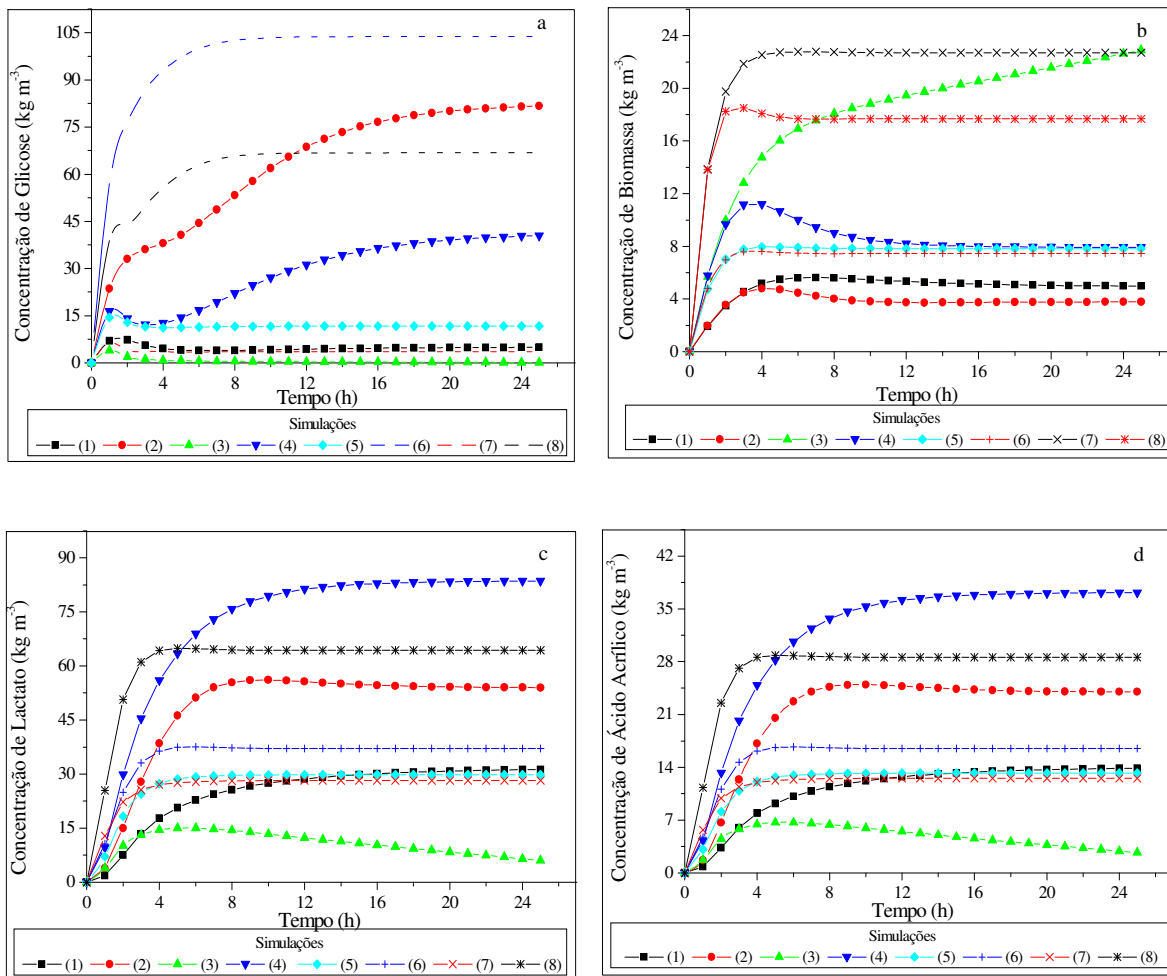 a
Concentração de Glicose (kg m-3)
105
90
75
60
45
30
15
0
0 4 8 12 16 20 24
Tempo (h)
Simulações
(1) (2) (3) (4) (5) (6) (7) (8)
b
Concentração de Biomassa (kg m-3)
24
20
16
12
8
4
0
0 4 8 12 16 20 24
Tempo (h)
Simulações
(1) (2) (3) (4) (5) (6) (7) (8)
c
Concentração de Lactato (kg m-3)
90
75
60
45
30
15
0
0 4 8 12 16 20 24
Tempo (h)
Simulações
(1) (2) (3) (4) (5) (6) (7) (8)
d
Concentração de Ácido Acrílico (kg m-3)
42
35
28
21
14
7
0
0 4 8 12 16 20 24
Tempo (h)
Simulações
(1) (2) (3) (4) (5) (6) (7) (8)